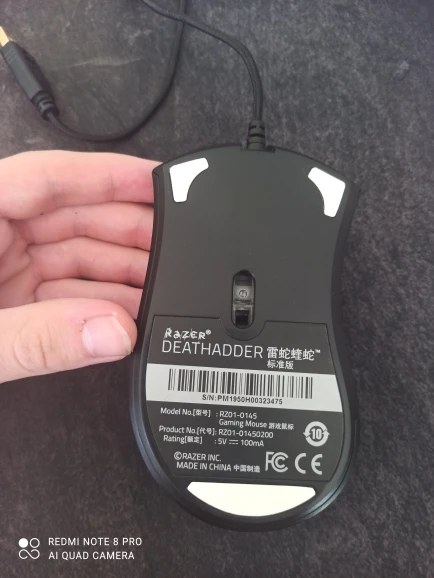 RAZER®
DEATHADDER 雷蛇蝰蛇™
标准版
S/N:PM1950H00323475
Model No.[型号] : RZ01-0145
Gaming Mouse 游戏鼠标
Product No.[代号]: RZ01-01450200
Rating[额定] : 5V ⎓ 100mA
10
©RAZER INC.
MADE IN CHINA 中国制造
FC CE
REDMI NOTE 8 PRO
AI QUAD CAMERA